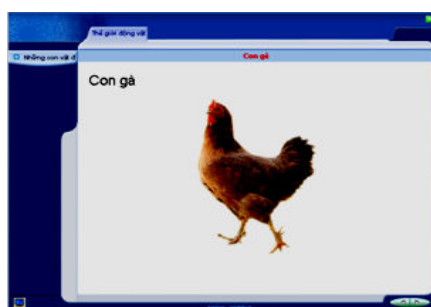 Thế giới động vật
Những con vật đ
Con gà
Con gà